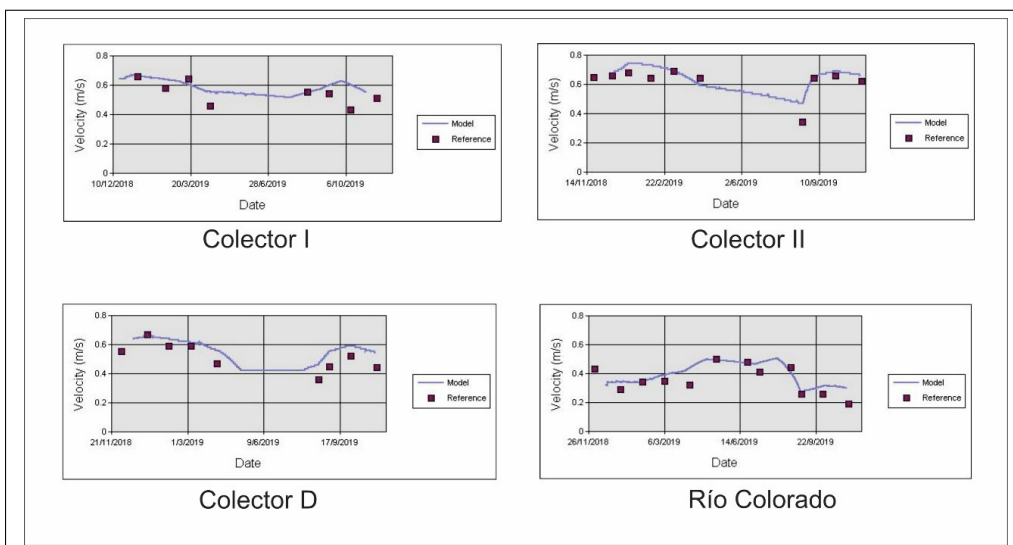 0.8
0.6
0.4
0.2
0
Velocity (m/s)
10/12/2018 20/3/2019 28/6/2019 6/10/2019
Date
Model
Reference
Colector I
0.8
0.6
0.4
0.2
0
Velocity (m/s)
14/11/2018 22/2/2019 2/6/2019 10/9/2019
Date
Model
Reference
Colector II
0.8
0.6
0.4
0.2
0
Velocity (m/s)
21/11/2018 1/3/2019 9/6/2019 17/9/2019
Date
Model
Reference
Colector D
0.8
0.6
0.4
0.2
0
Velocity (m/s)
26/11/2018 6/3/2019 14/6/2019 22/9/2019
Date
Model
Reference
Río Colorado